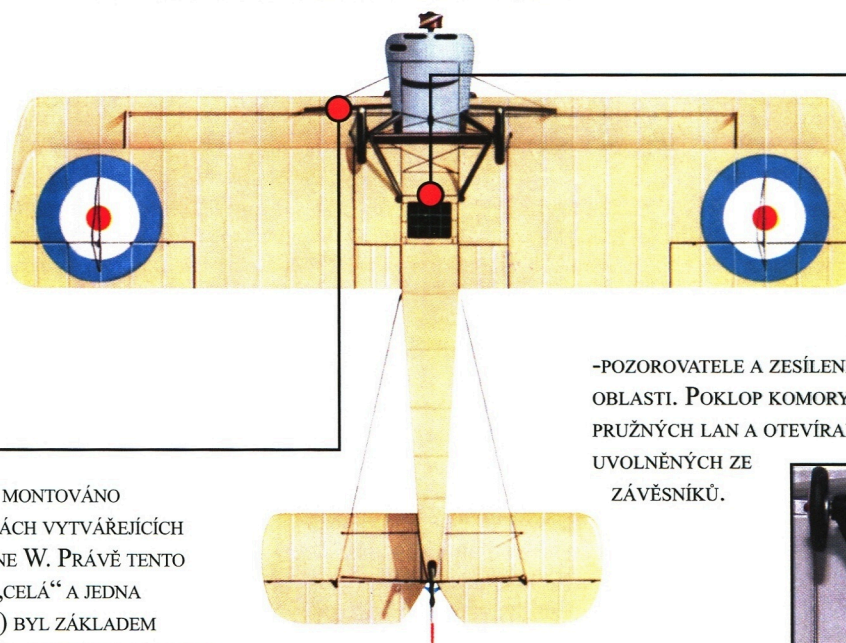 -POZOROVATELE A ZESÍLEN
OBLASTI. POKLOP KOMORY
PRUŽNÝCH LAN A OTEVÍRA
UVOLNĚNÝCH ZE
ZÁVĚSNÍKŮ.
MONTOVÁNO
ÁCH VYTVÁŘEJÍCÍCH
NE W. PRÁVĚ TENTO
„CELÁ“ A JEDNA
) BYL ZÁKLADEM